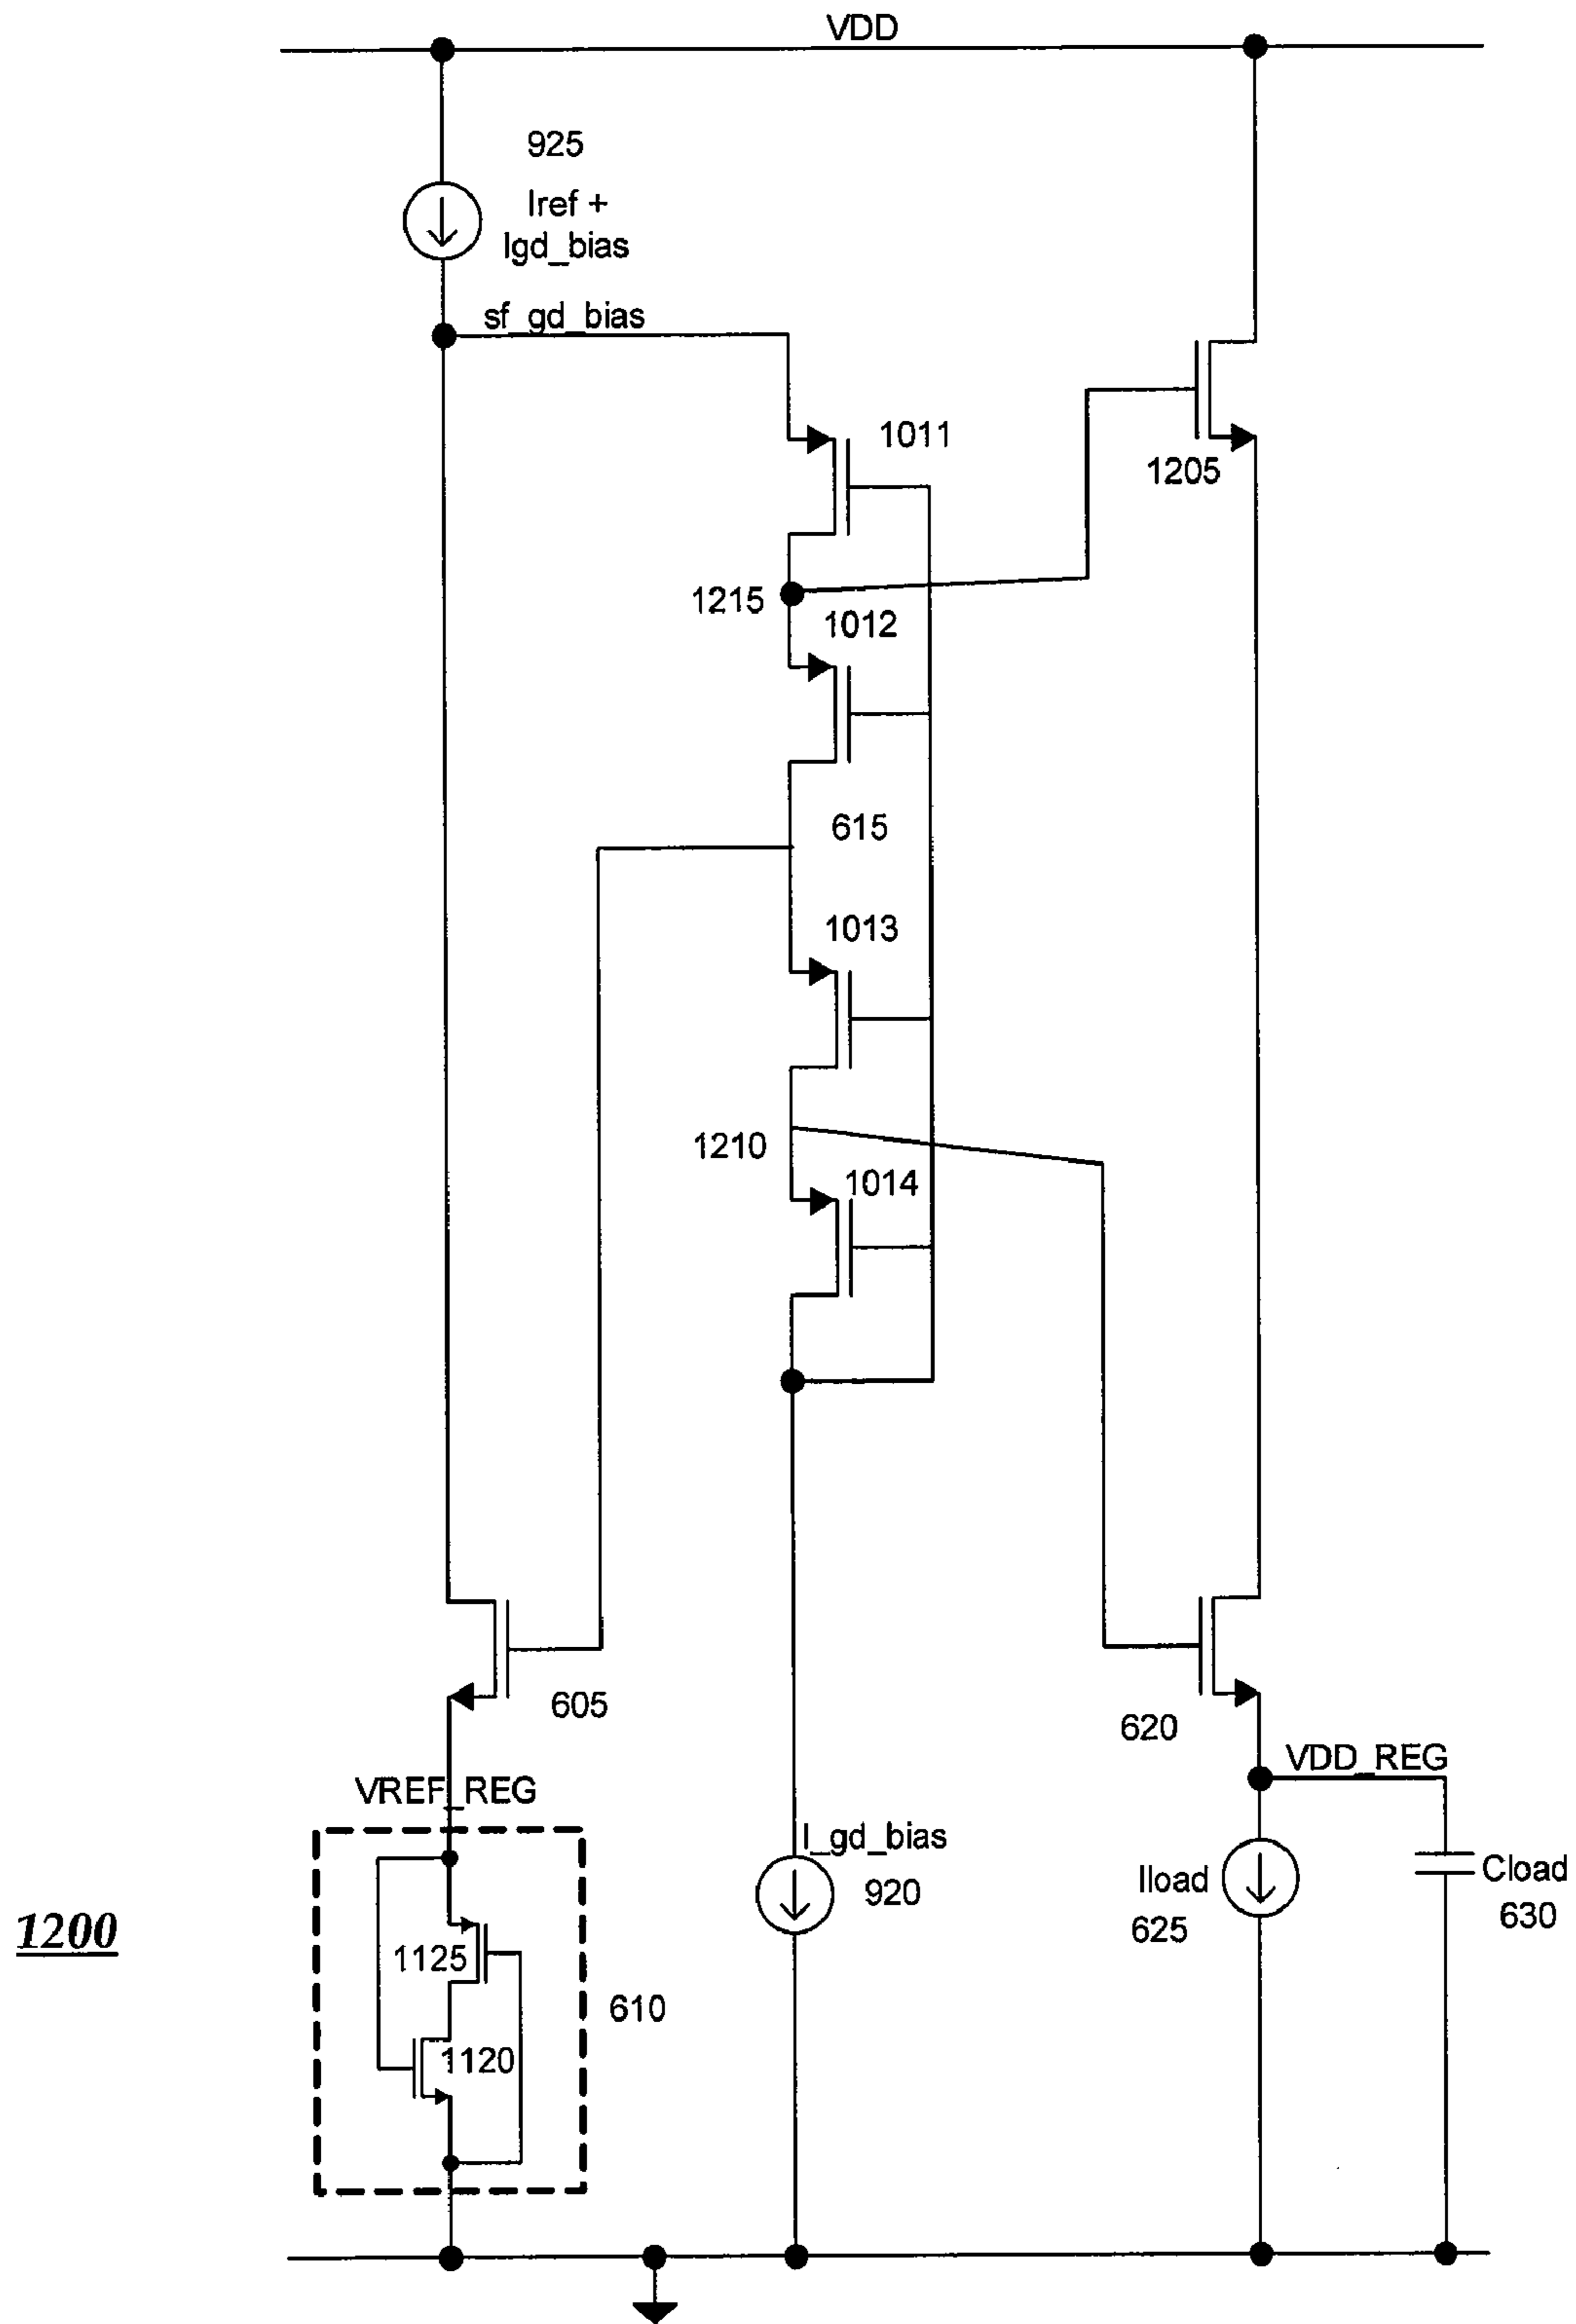 VDD
925
Iref +
Igd_bias
sf_gd_bias
1011
1205
1215
1012
615
1013
1210
1014
605
620
VREF_REG
VDD_REG
I_gd_bias
920
Iload
625
Cload
630
1125
610
1120
1200